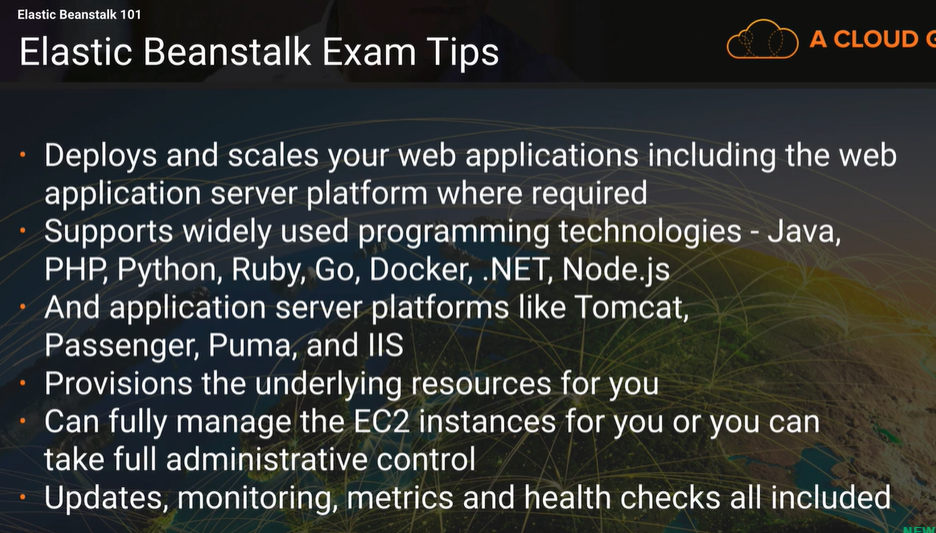 Elastic Beanstalk 101
Elastic Beanstalk Exam Tips
A CLOUD G
• Deploys and scales your web applications including the web
application server platform where required
• Supports widely used programming technologies - Java,
PHP, Python, Ruby, Go, Docker, .NET, Node.js
• And application server platforms like Tomcat,
Passenger, Puma, and IIS
• Provisions the underlying resources for you
• Can fully manage the EC2 instances for you or you can
take full administrative control
• Updates, monitoring, metrics and health checks all included
NEW